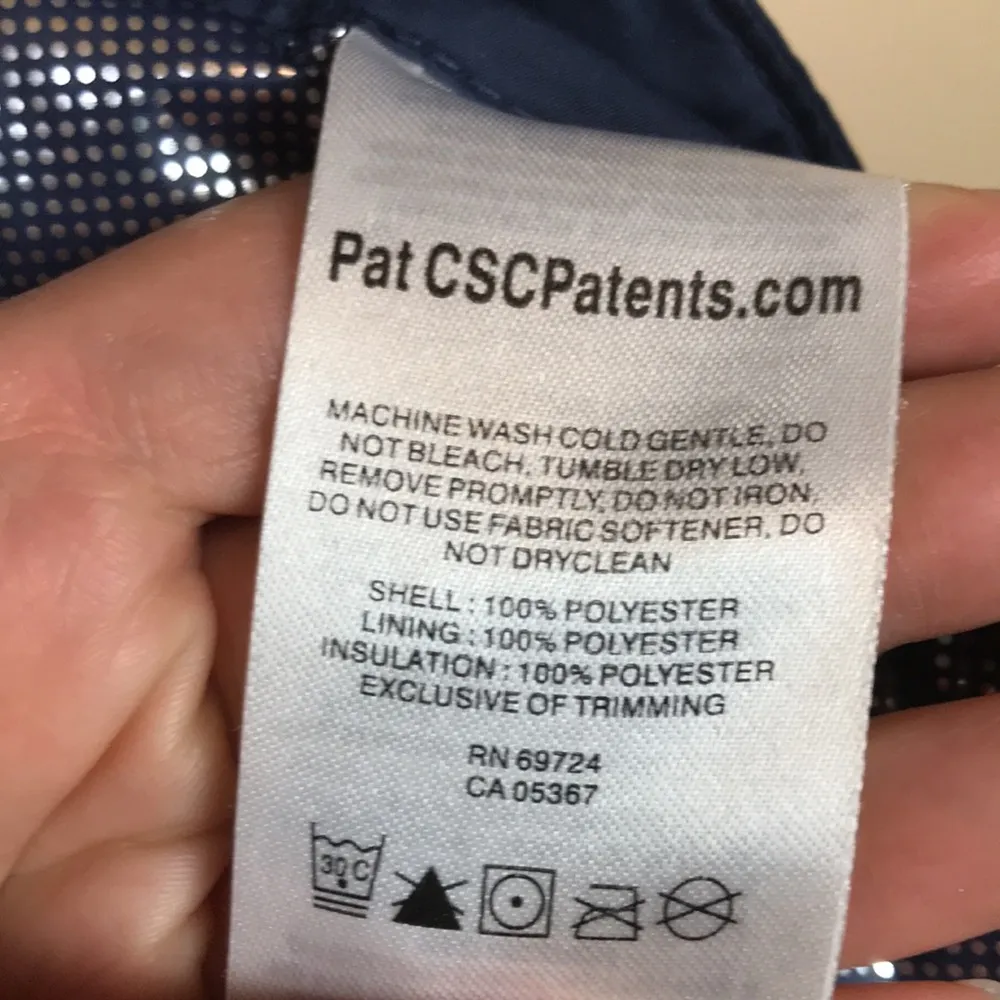 Pat CSCPatents.com
MACHINE WASH COLD GENTLE, DO
NOT BLEACH, TUMBLE DRY LOW,
REMOVE PROMPTLY, DO NOT IRON,
DO NOT USE FABRIC SOFTENER, DO
NOT DRYCLEAN
SHELL : 100% POLYESTER
LINING : 100% POLYESTER
INSULATION : 100% POLYESTER
EXCLUSIVE OF TRIMMING
RN 69724
CA 05367
30 C